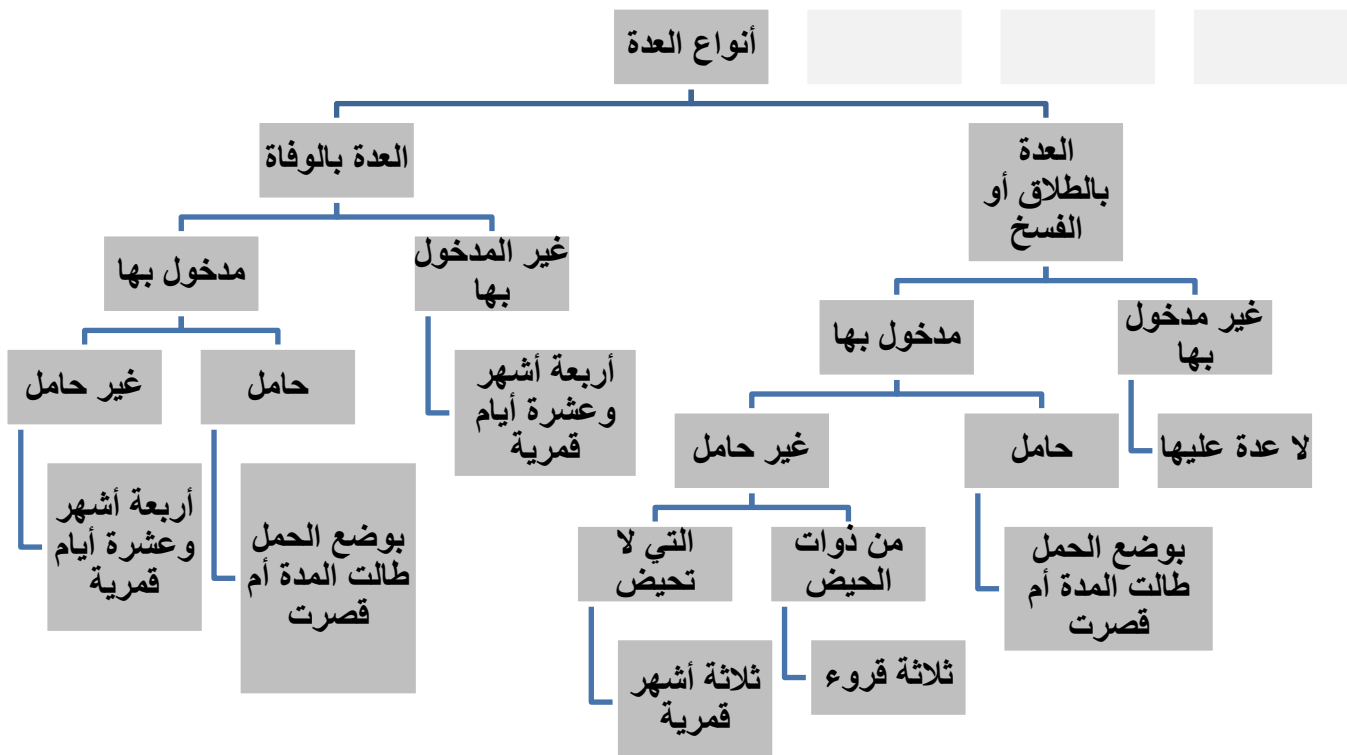 أنواع العدة
العدة
بالطلاق أو
الفسخ
غير مدخول
بها
لا عدة عليها
مدخول بها
حامل
بوضع الحمل
طالت المدة أم
قصرت
غير حامل
من ذوات
الحيض
ثلاثة قروء
التي لا
تحيض
ثلاثة أشهر
قمرية
العدة بالوفاة
غير المدخول
بها
أربعة أشهر
وعشرة أيام
قمرية
مدخول بها
حامل
بوضع الحمل
طالت المدة أم
قصرت
غير حامل
أربعة أشهر
وعشرة أيام
قمرية